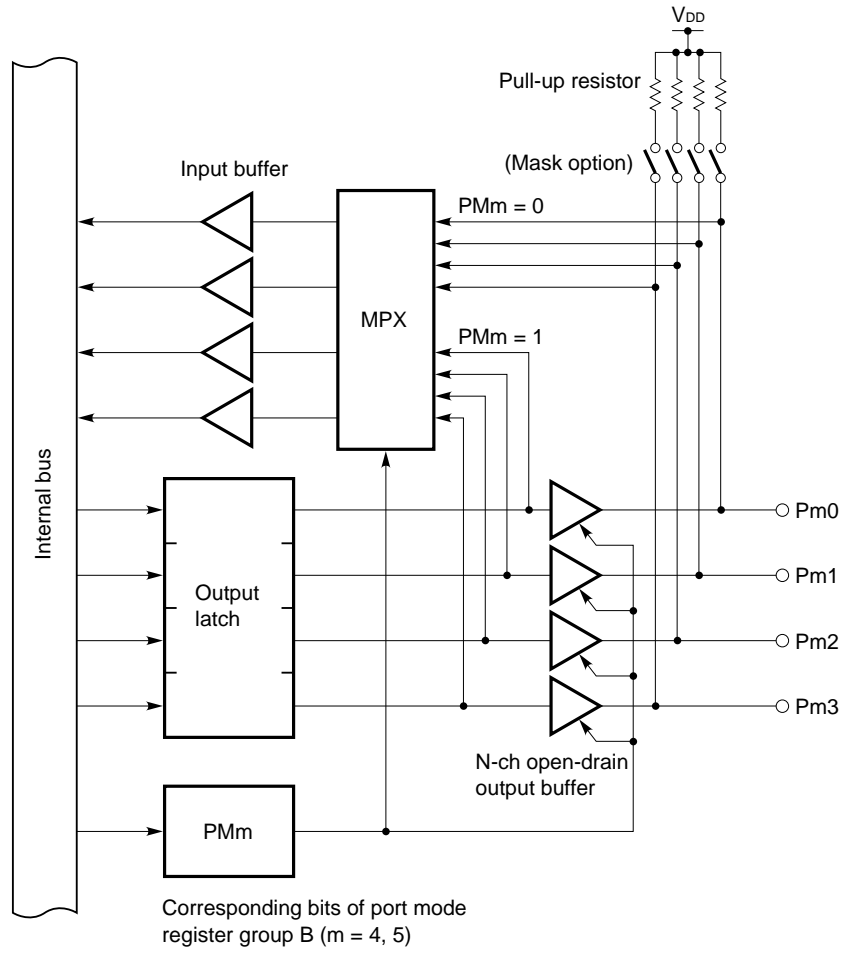 VDD
Pull-up resistor
(Mask option)
Input buffer
PMm = 0
MPX
PMm = 1
Internal bus
Output
latch
Pm0
Pm1
Pm2
Pm3
N-ch open-drain
output buffer
PMm
Corresponding bits of port mode
register group B (m = 4, 5)